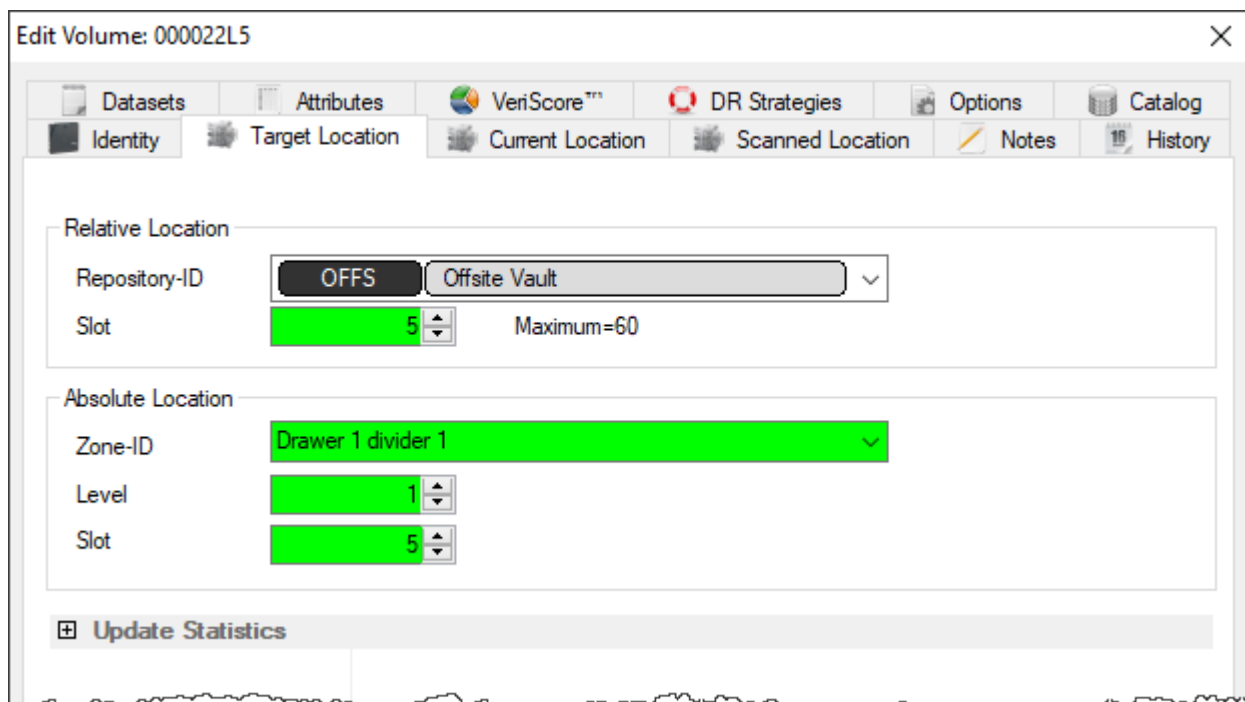 Edit Volume: 000022L5
Datasets Attributes VeriScore™ DR Strategies Options Catalog
Identity Target Location Current Location Scanned Location Notes History
Relative Location
Repository-ID OFFS Offsite Vault
Slot 5 Maximum=60
Absolute Location
Zone-ID Drawer 1 divider 1
Level 1
Slot 5
Update Statistics